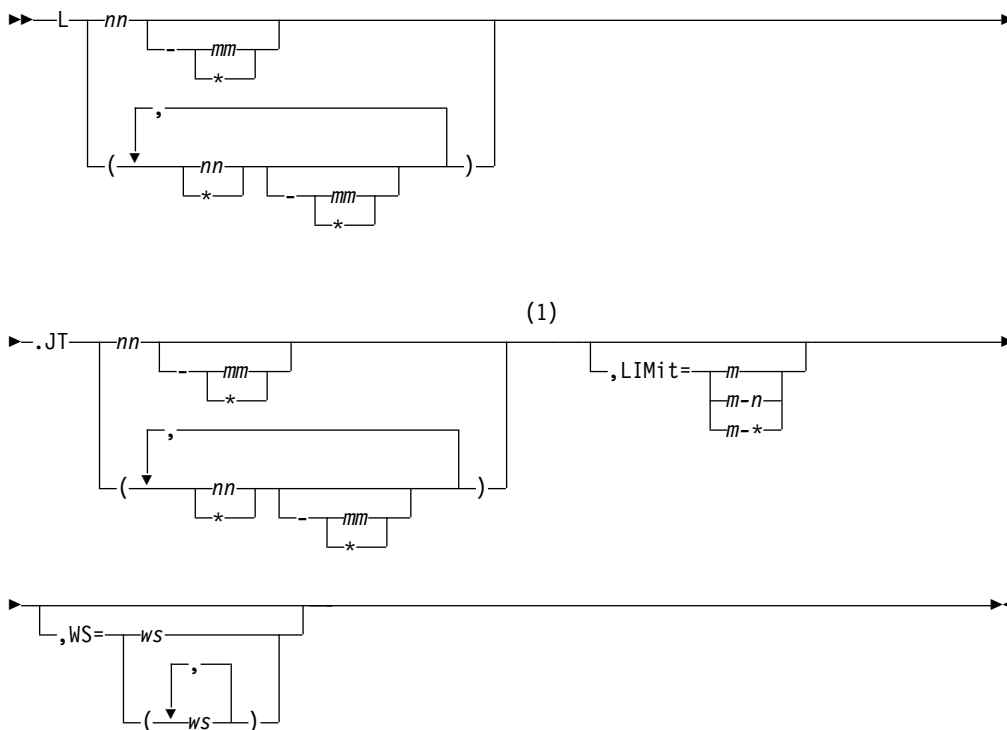 L nn
- mm
*
,
( nn )
* - mm
*
(1)
.JT nn
- mm ,LIMit= m
* m-n
m-*
,
( nn )
* - mm
*
,WS= ws
,
( ws )